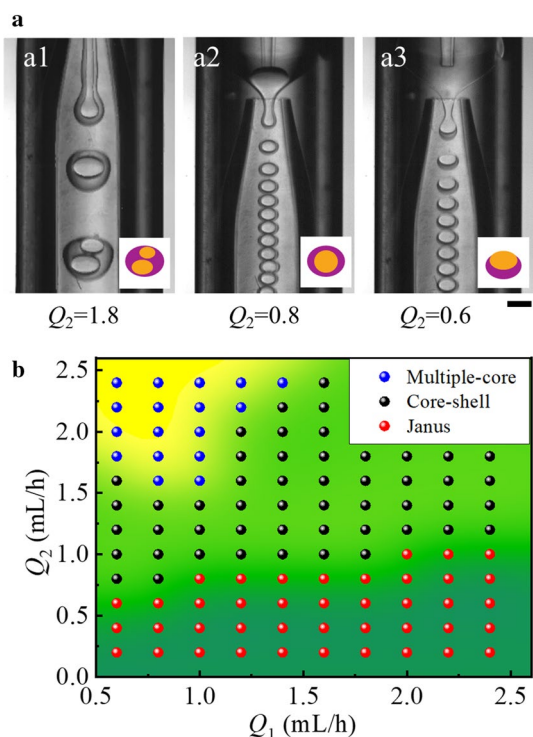 a
a1 a2 a3
Q₂=1.8 Q₂=0.8 Q₂=0.6
b
Multiple-core
Core-shell
Janus
2.5
2.0
1.5
1.0
0.5
0.0
Q₂ (mL/h)
0.5 1.0 1.5 2.0 2.5
Q₁ (mL/h)